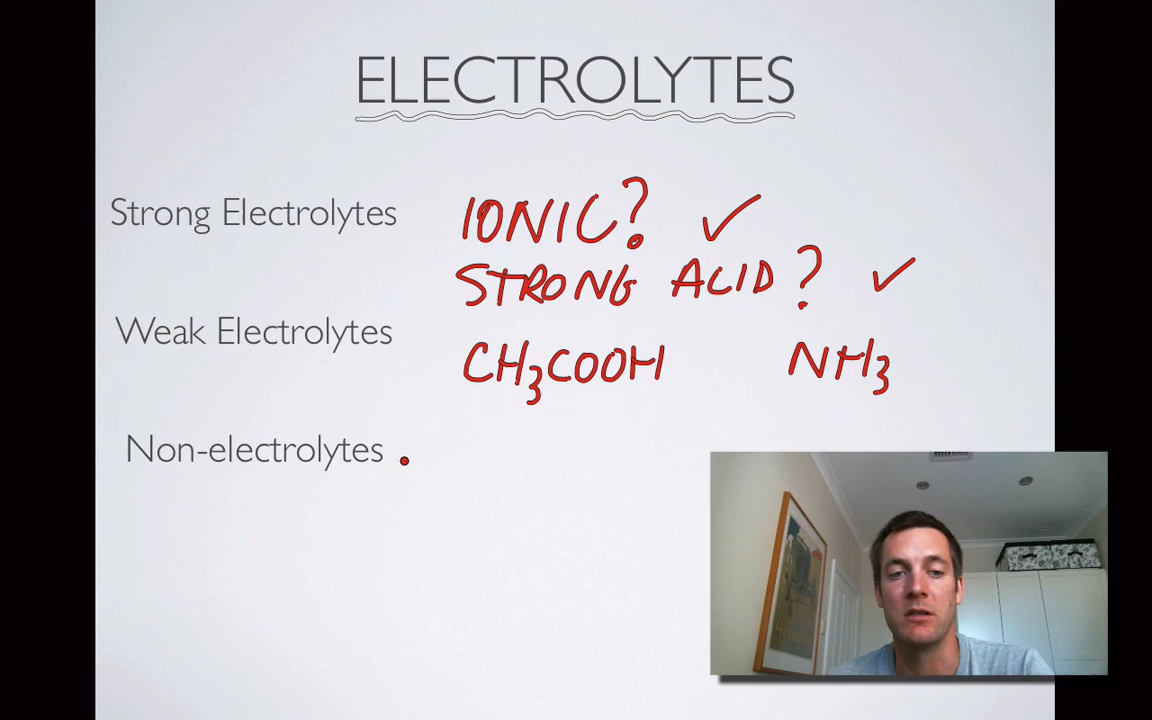 ELECTROLYTES
Strong Electrolytes
IONIC? ✓
STRONG ACID? ✓
Weak Electrolytes
CH3COOH NH3
Non-electrolytes